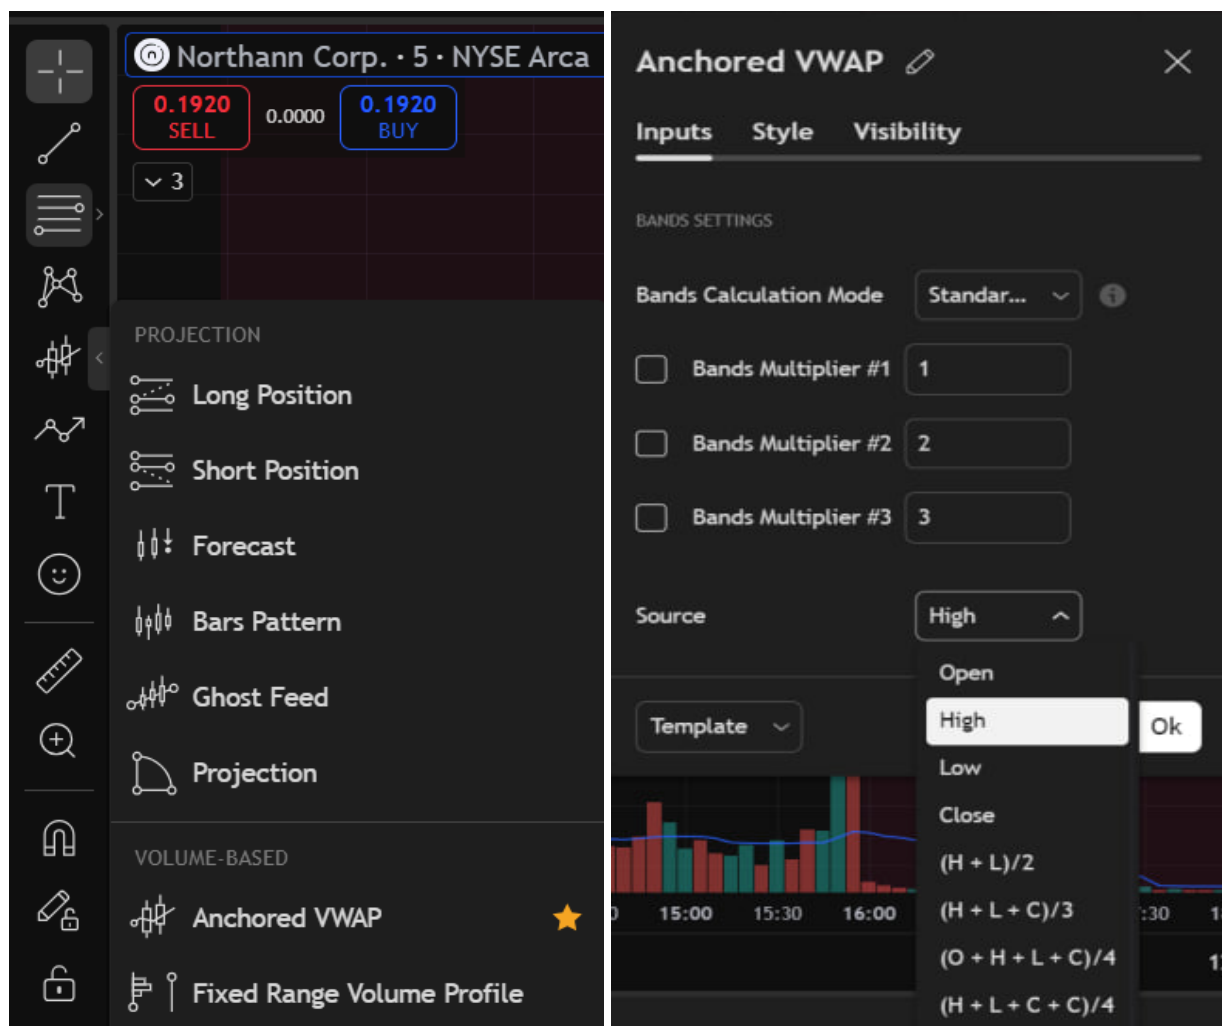 Northann Corp. · 5 · NYSE Arca
0.1920
SELL
0.0000
0.1920
BUY
3
PROJECTION
Long Position
Short Position
Forecast
Bars Pattern
Ghost Feed
Projection
VOLUME-BASED
Anchored VWAP
Fixed Range Volume Profile
Anchored VWAP
Inputs Style Visibility
BANDS SETTINGS
Bands Calculation Mode Standar...
Bands Multiplier #1 1
Bands Multiplier #2 2
Bands Multiplier #3 3
Source High
Open
High
Low
Close
(H + L)/2
(H + L + C)/3
(O + H + L + C)/4
(H + L + C + C)/4
Template Ok
15:00 15:30 16:00 :30